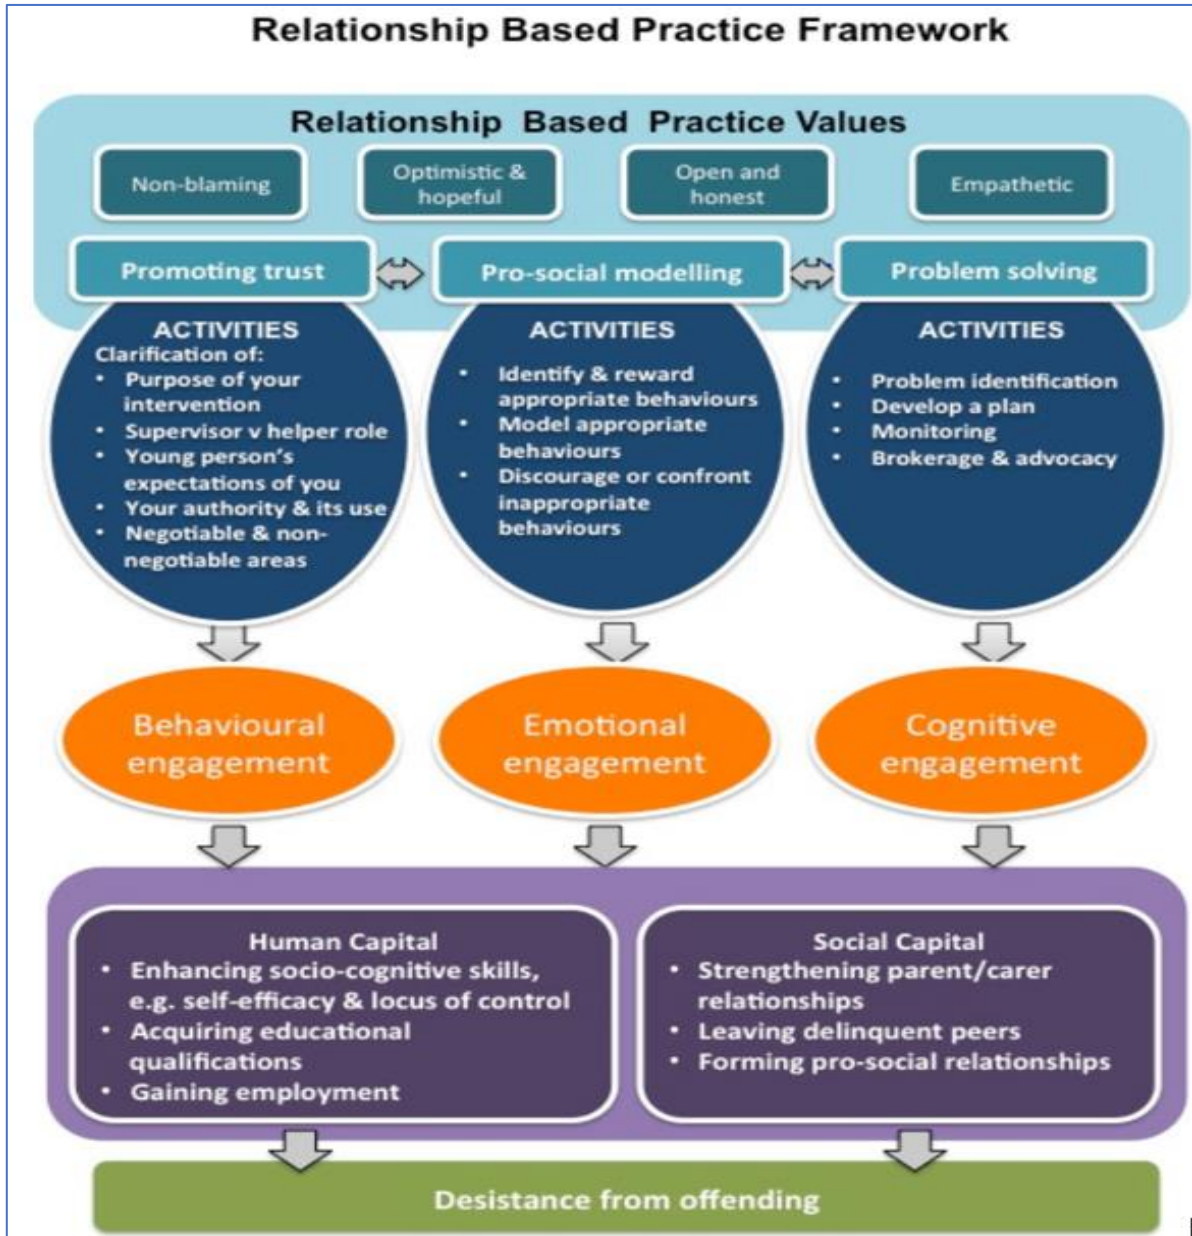 Relationship Based Practice Framework
Relationship Based Practice Values
Non-blaming
Optimistic &
hopeful
Open and
honest
Empathetic
Promoting trust
Pro-social modelling
Problem solving
ACTIVITIES
Clarification of:
• Purpose of your
intervention
• Supervisor v helper role
• Young person's
expectations of you
• Your authority & its use
• Negotiable & non-
negotiable areas
ACTIVITIES
• Identify & reward
appropriate behaviours
• Model appropriate
behaviours
• Discourage or confront
inappropriate
behaviours
ACTIVITIES
• Problem identification
• Develop a plan
• Monitoring
• Brokerage & advocacy
Behavioural
engagement
Emotional
engagement
Cognitive
engagement
Human Capital
• Enhancing socio-cognitive skills,
e.g. self-efficacy & locus of control
• Acquiring educational
qualifications
• Gaining employment
Social Capital
• Strengthening parent/carer
relationships
• Leaving delinquent peers
• Forming pro-social relationships
Desistance from offending